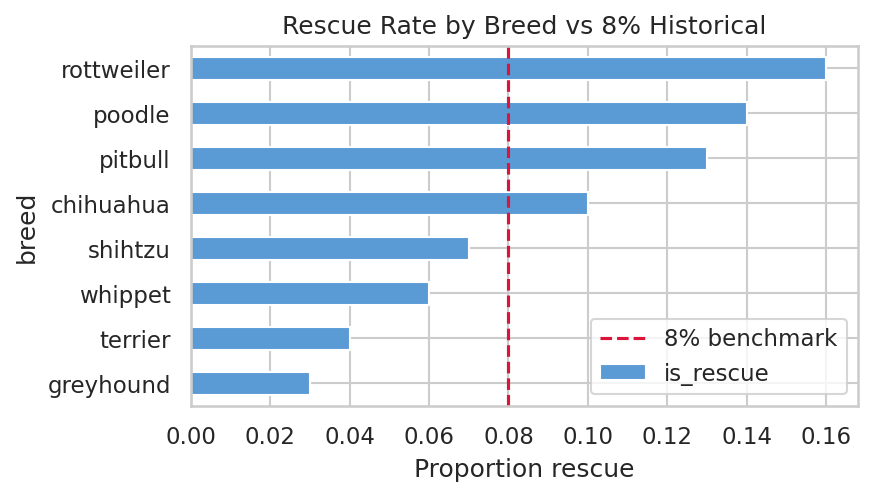 Rescue Rate by Breed vs 8% Historical
breed
rottweiler
poodle
pitbull
chihuahua
shihtzu
whippet
terrier
greyhound
8% benchmark
is_rescue
0.00 0.02 0.04 0.06 0.08 0.10 0.12 0.14 0.16
Proportion rescue